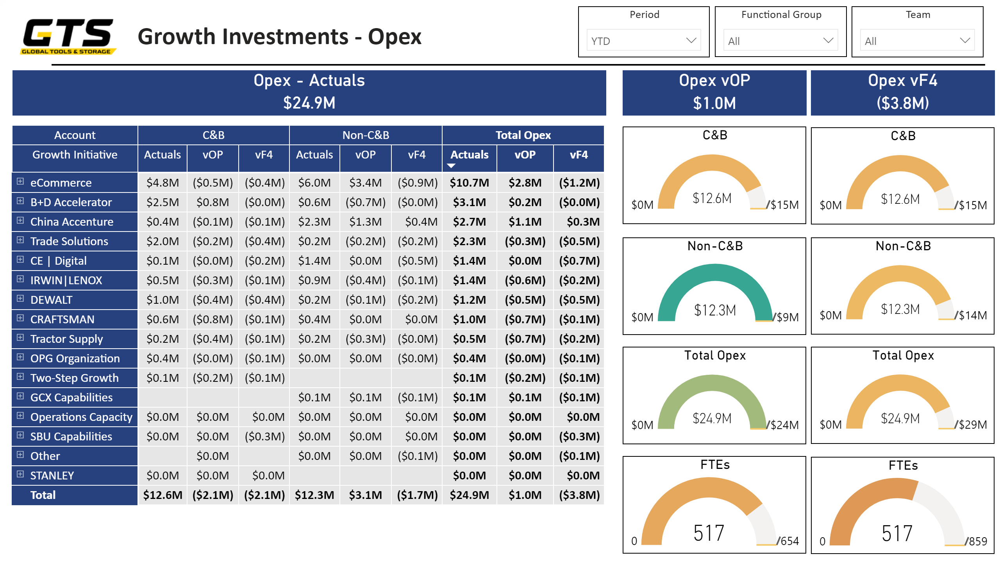 GTS
GLOBAL TOOLS & STORAGE
Growth Investments - Opex
Period
YTD
Functional Group
All
Team
All
Opex - Actuals
$24.9M
Opex vOP
$1.0M
Opex vF4
($3.8M)
Account C&B Non-C&B Total Opex
Growth Initiative Actuals vOP vF4 Actuals vOP vF4 Actuals vOP vF4
eCommerce $4.8M ($0.5M) ($0.4M) $6.0M $3.4M ($0.9M) $10.7M $2.8M ($1.2M)
B+D Accelerator $2.5M $0.8M ($0.0M) $0.6M ($0.7M) ($0.0M) $3.1M $0.2M ($0.0M)
China Accenture $0.4M ($0.1M) ($0.1M) $2.3M $1.3M $0.4M $2.7M $1.1M $0.3M
Trade Solutions $2.0M ($0.2M) ($0.4M) $0.2M ($0.2M) ($0.2M) $2.3M ($0.3M) ($0.5M)
CE | Digital $0.1M ($0.0M) ($0.2M) $1.4M $0.0M ($0.5M) $1.4M $0.0M ($0.7M)
IRWIN|LENOX $0.5M ($0.3M) ($0.1M) $0.9M ($0.4M) ($0.1M) $1.4M ($0.6M) ($0.2M)
DEWALT $1.0M ($0.4M) ($0.4M) $0.2M ($0.1M) ($0.2M) $1.2M ($0.5M) ($0.5M)
CRAFTSMAN $0.6M ($0.8M) ($0.1M) $0.4M $0.0M $0.0M $1.0M ($0.7M) ($0.1M)
Tractor Supply $0.2M ($0.4M) ($0.1M) $0.2M ($0.3M) ($0.0M) $0.5M ($0.7M) ($0.2M)
OPG Organization $0.4M ($0.0M) ($0.1M) $0.0M $0.0M ($0.0M) $0.4M ($0.0M) ($0.1M)
Two-Step Growth $0.1M ($0.2M) ($0.1M) $0.1M ($0.2M) ($0.1M)
GCX Capabilities $0.1M $0.1M ($0.1M) $0.1M $0.1M ($0.1M)
Operations Capacity $0.0M $0.0M $0.0M $0.0M $0.0M $0.0M $0.0M $0.0M $0.0M
SBU Capabilities $0.0M $0.0M ($0.3M) $0.0M $0.0M $0.0M $0.0M $0.0M ($0.3M)
Other $0.0M $0.0M $0.0M ($0.1M) $0.0M $0.0M ($0.1M)
STANLEY $0.0M $0.0M $0.0M $0.0M $0.0M $0.0M
Total $12.6M ($2.1M) ($2.1M) $12.3M $3.1M ($1.7M) $24.9M $1.0M ($3.8M)
C&B
$12.6M
$0M /$15M
C&B
$12.6M
$0M /$15M
Non-C&B
$12.3M
$0M /$9M
Non-C&B
$12.3M
$0M /$14M
Total Opex
$24.9M
$0M /$24M
Total Opex
$24.9M
$0M /$29M
FTEs
517
0 /654
FTEs
517
0 /859